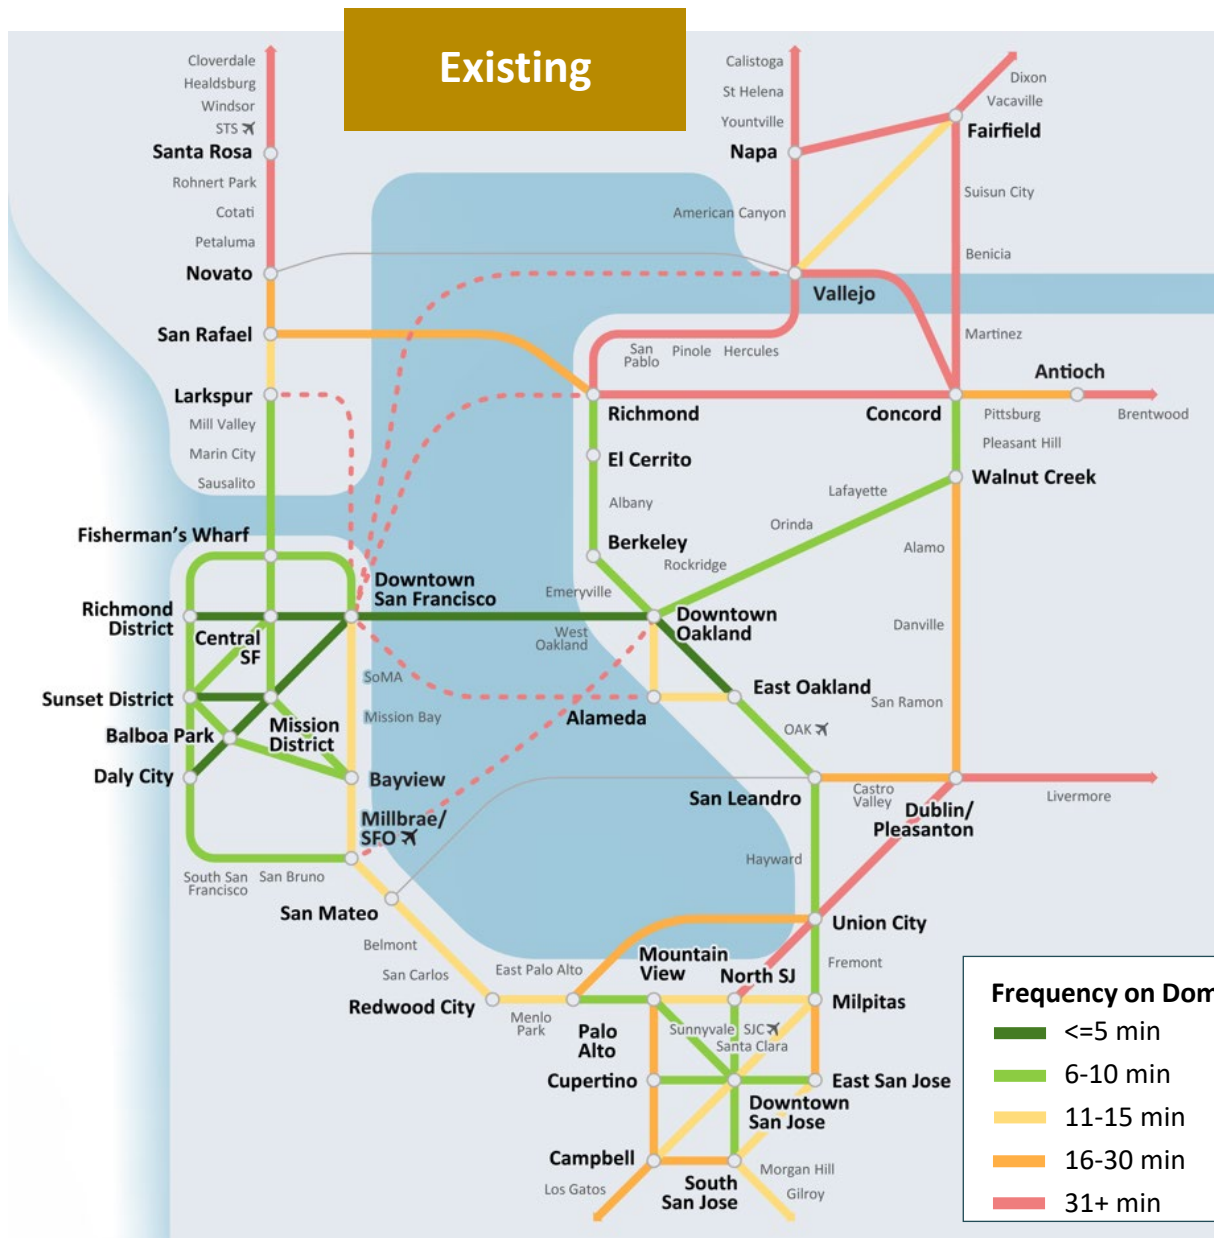 Existing
Cloverdale
Healdsburg
Windsor
STS
Santa Rosa
Rohnert Park
Cotati
Petaluma
Novato
San Rafael
Larkspur
Mill Valley
Marin City
Sausalito
Fisherman's Wharf
Calistoga
St Helena
Yountville
Napa
American Canyon
Dixon
Vacaville
Fairfield
Suisun City
Benicia
Vallejo
Martinez
San
Pablo
Pinole
Hercules
Antioch
Richmond
Concord
Pittsburg
Brentwood
Pleasant Hill
El Cerrito
Walnut Creek
Albany
Lafayette
Orinda
Berkeley
Rockridge
Alamo
Emeryville
Downtown
San Francisco
Richmond
District
Central
SF
West
Oakland
Downtown
Oakland
Danville
Sunset District
SoMA
East Oakland
San Ramon
Balboa Park
Mission
District
Mission Bay
Alameda
OAK
Daly City
Bayview
San Leandro
Castro
Valley
Dublin/
Pleasanton
Livermore
Millbrae/
SFO
Hayward
South San
Francisco
San Bruno
San Mateo
Union City
Belmont
San Carlos
East Palo Alto
Mountain
View
North SJ
Fremont
Redwood City
Menlo
Park
Palo
Alto
Sunnyvale
SJC
Santa Clara
Milpitas
Cupertino
East San Jose
Downtown
San Jose
Campbell
South
San Jose
Morgan Hill
Gilroy
Los Gatos
Frequency on Dom
<=5 min
6-10 min
11-15 min
16-30 min
31+ min